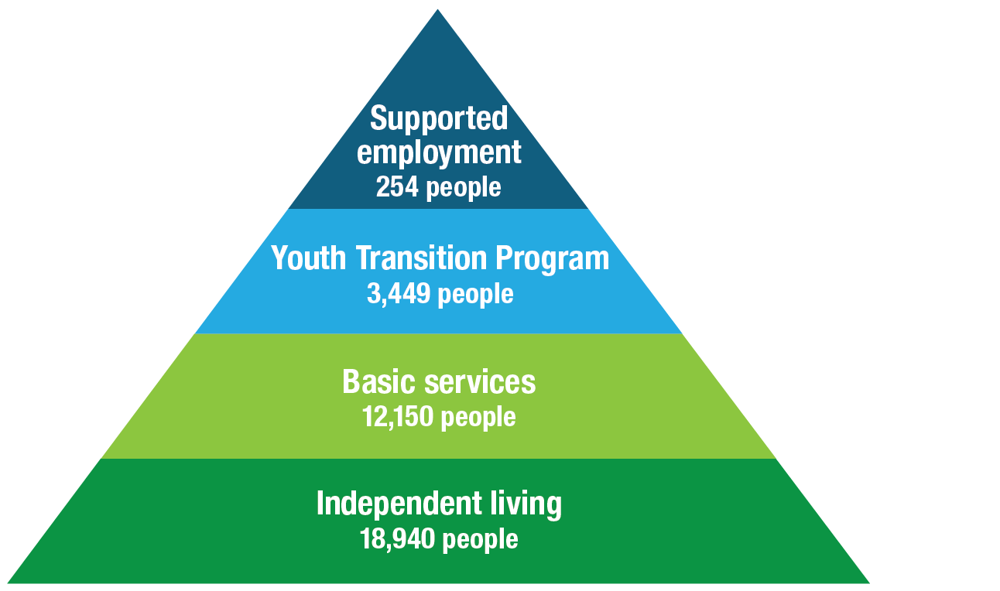 Supported
employment
254 people
Youth Transition Program
3,449 people
Basic services
12,150 people
Independent living
18,940 people